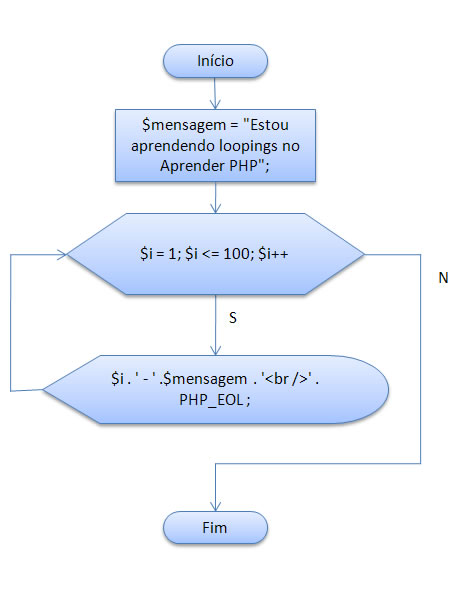 Início
$mensagem = "Estou
aprendendo loopings no
Aprender PHP";
$i = 1; $i <= 100; $i++
N
S
$i . ' - ' .$mensagem . '<br />' .
PHP_EOL ;
Fim